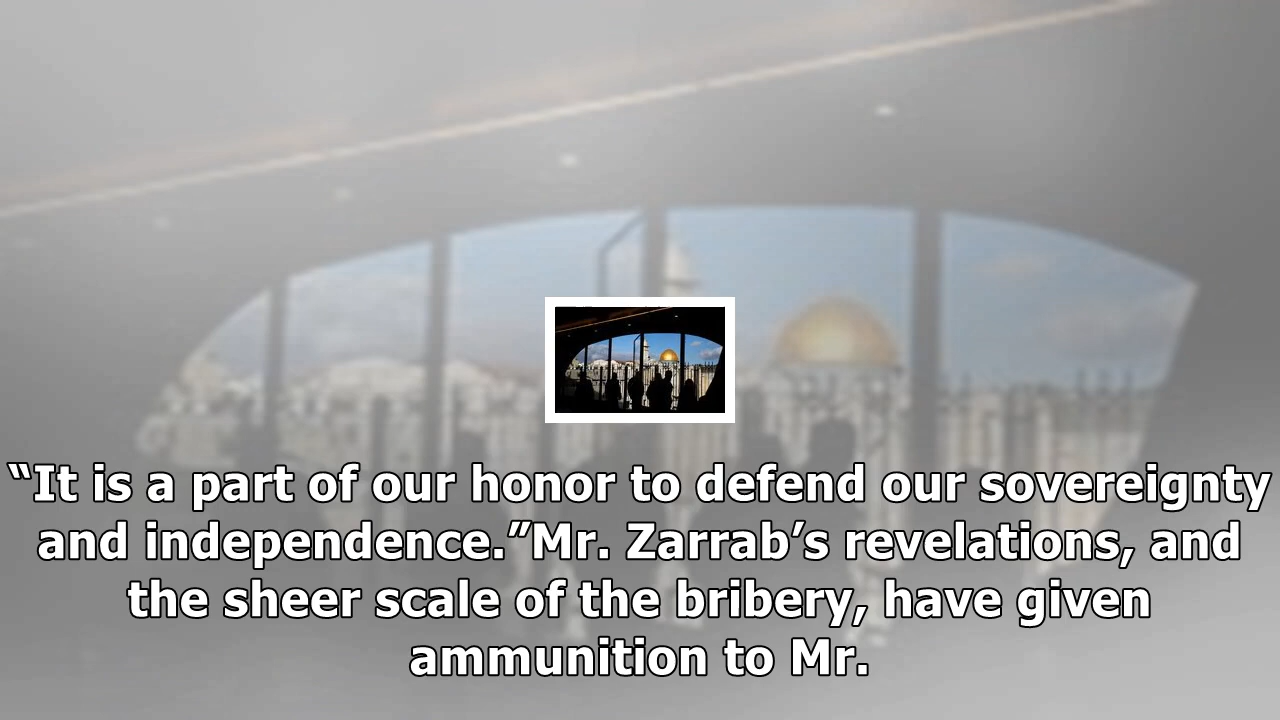 “It is a part of our honor to defend our sovereignty
and independence.”Mr. Zarrab’s revelations, and
the sheer scale of the bribery, have given
ammunition to Mr.